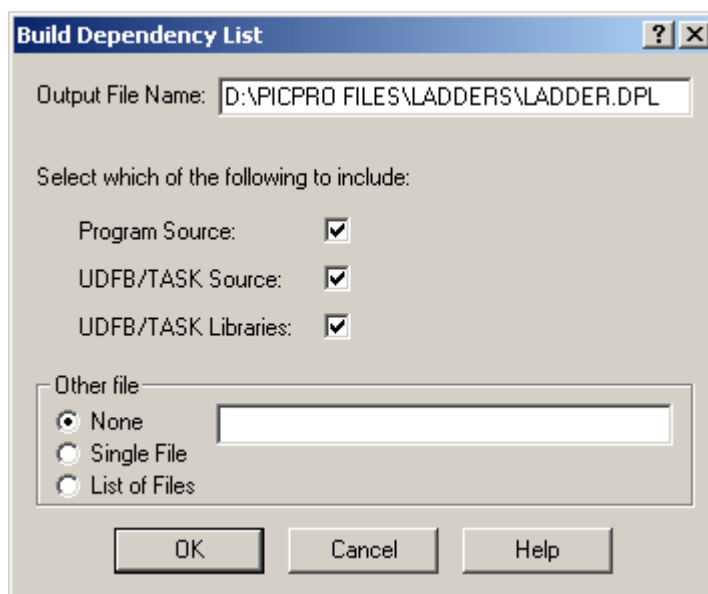 Build Dependency List
Output File Name: D:\PICPRO FILES\LADDERS\LADDER.DPL
Select which of the following to include:
Program Source:
UDFB/TASK Source:
UDFB/TASK Libraries:
Other file
None
Single File
List of Files
OK Cancel Help